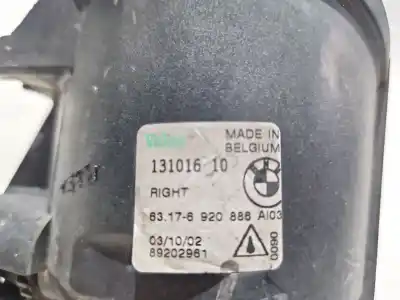 Valeo
MADE IN
BELGIUM
131016 10
RIGHT
63.17-6 920 886 AI03
03/10/02
89202961
0090